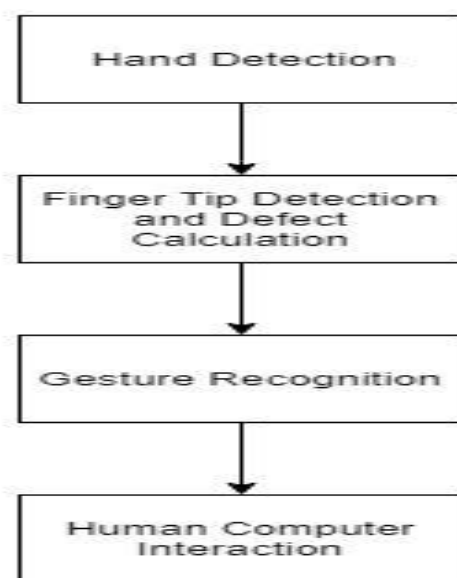 Hand Detection
Finger Tip Detection
and Defect
Calculation
Gesture Recognition
Human Computer
Interaction